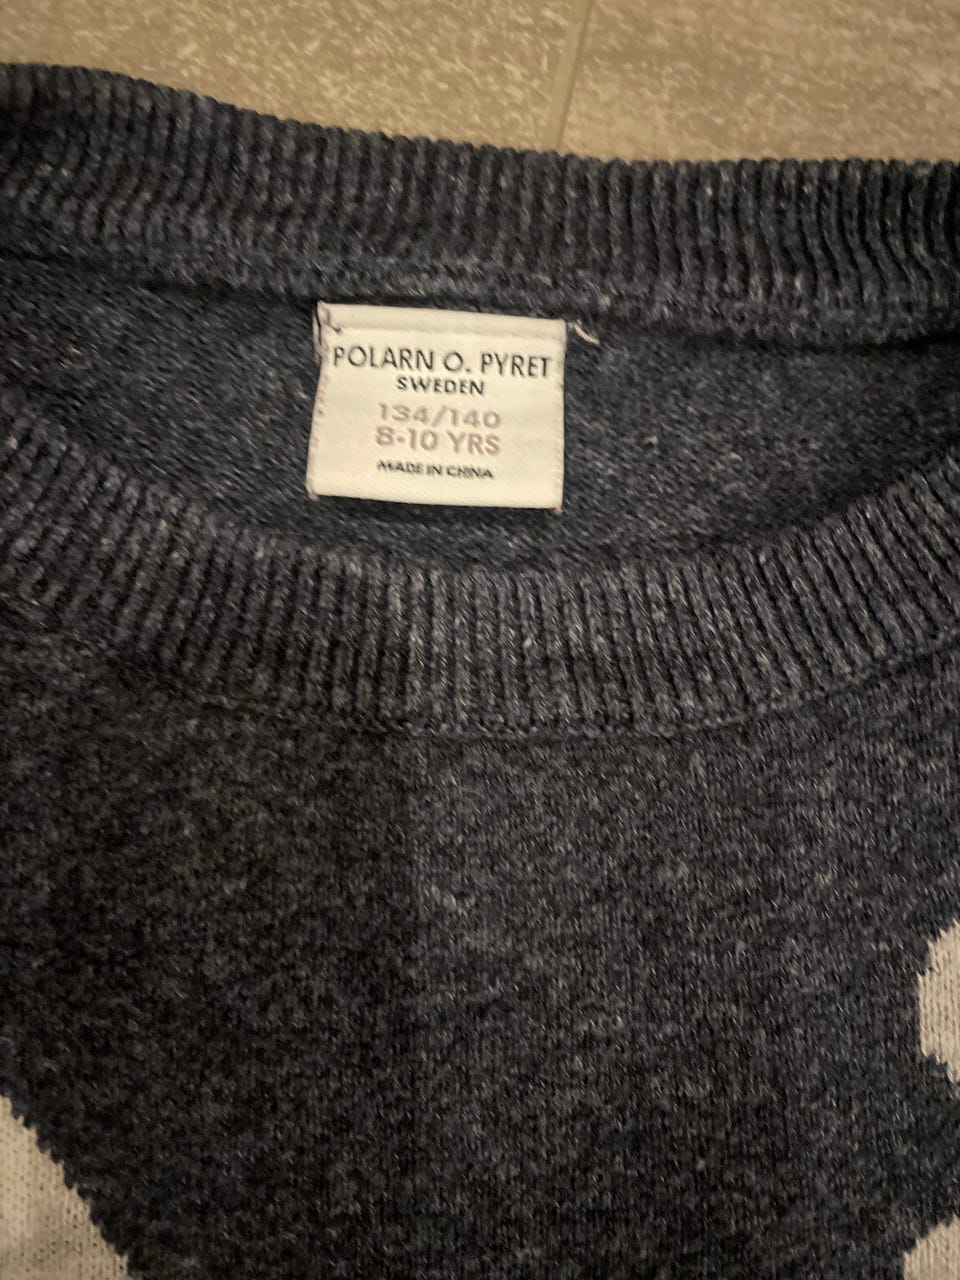 POLARN O. PYRET
SWEDEN
134/140
8-10 YRS
MADE IN CHINA